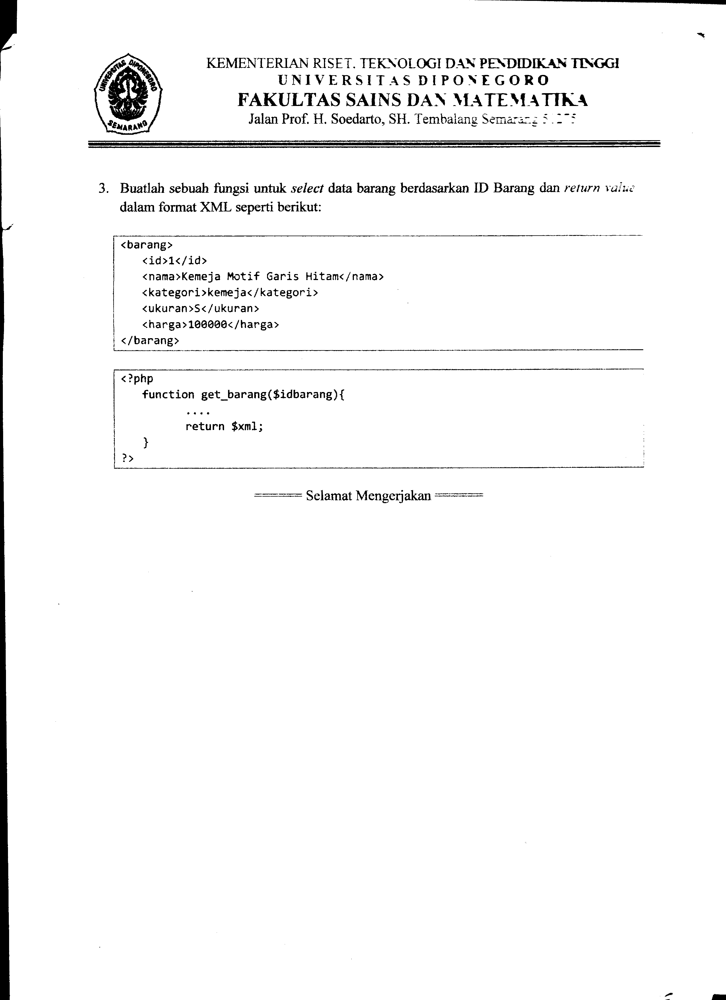 UNIVERSITAS DIPONEGORO
SEMARANG
KEMENTERIAN RISET. TEKNOLOGI DAN PENDIDIKAN TINGGI
UNIVERSITAS DIPONEGORO
FAKULTAS SAINS DAN MATEMATIKA
Jalan Prof. H. Soedarto, SH. Tembalang Semarang
3. Buatlah sebuah fungsi untuk select data barang berdasarkan ID Barang dan return value
dalam format XML seperti berikut:
<barang>
<id>1</id>
<nama>Kemeja Motif Garis Hitam</nama>
<kategori>kemeja</kategori>
<ukuran>S</ukuran>
<harga>100000</harga>
</barang>
<?php
function get_barang($idbarang){
....
return $xml;
}
?>
====== Selamat Mengerjakan ======